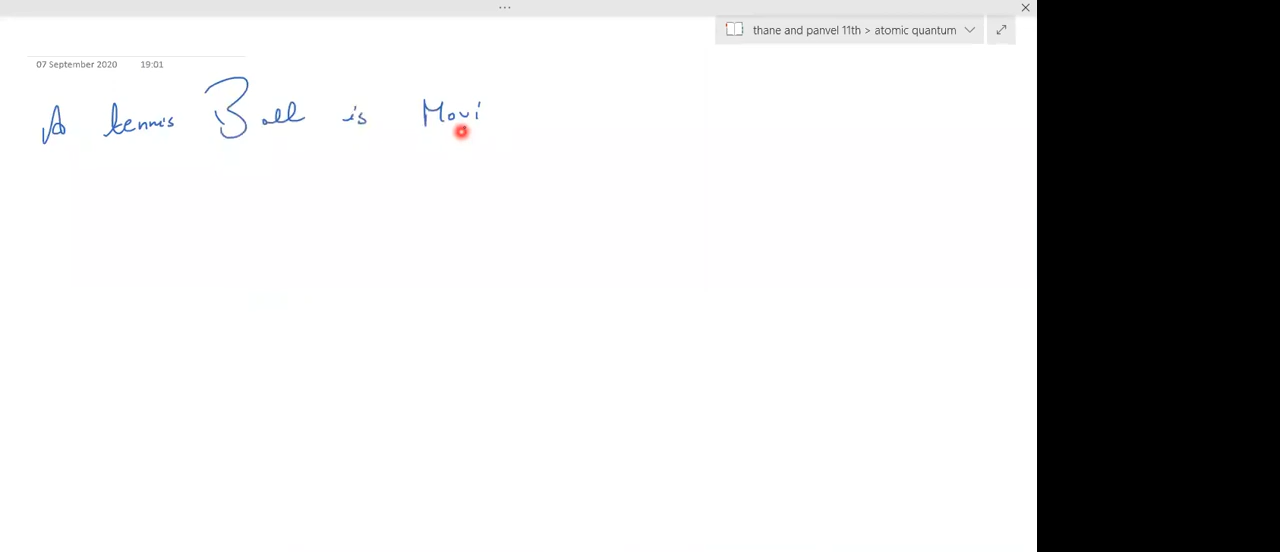 ...
thane and panvel 11th > atomic quantum
07 September 2020 19:01
A tennis Ball is Movi